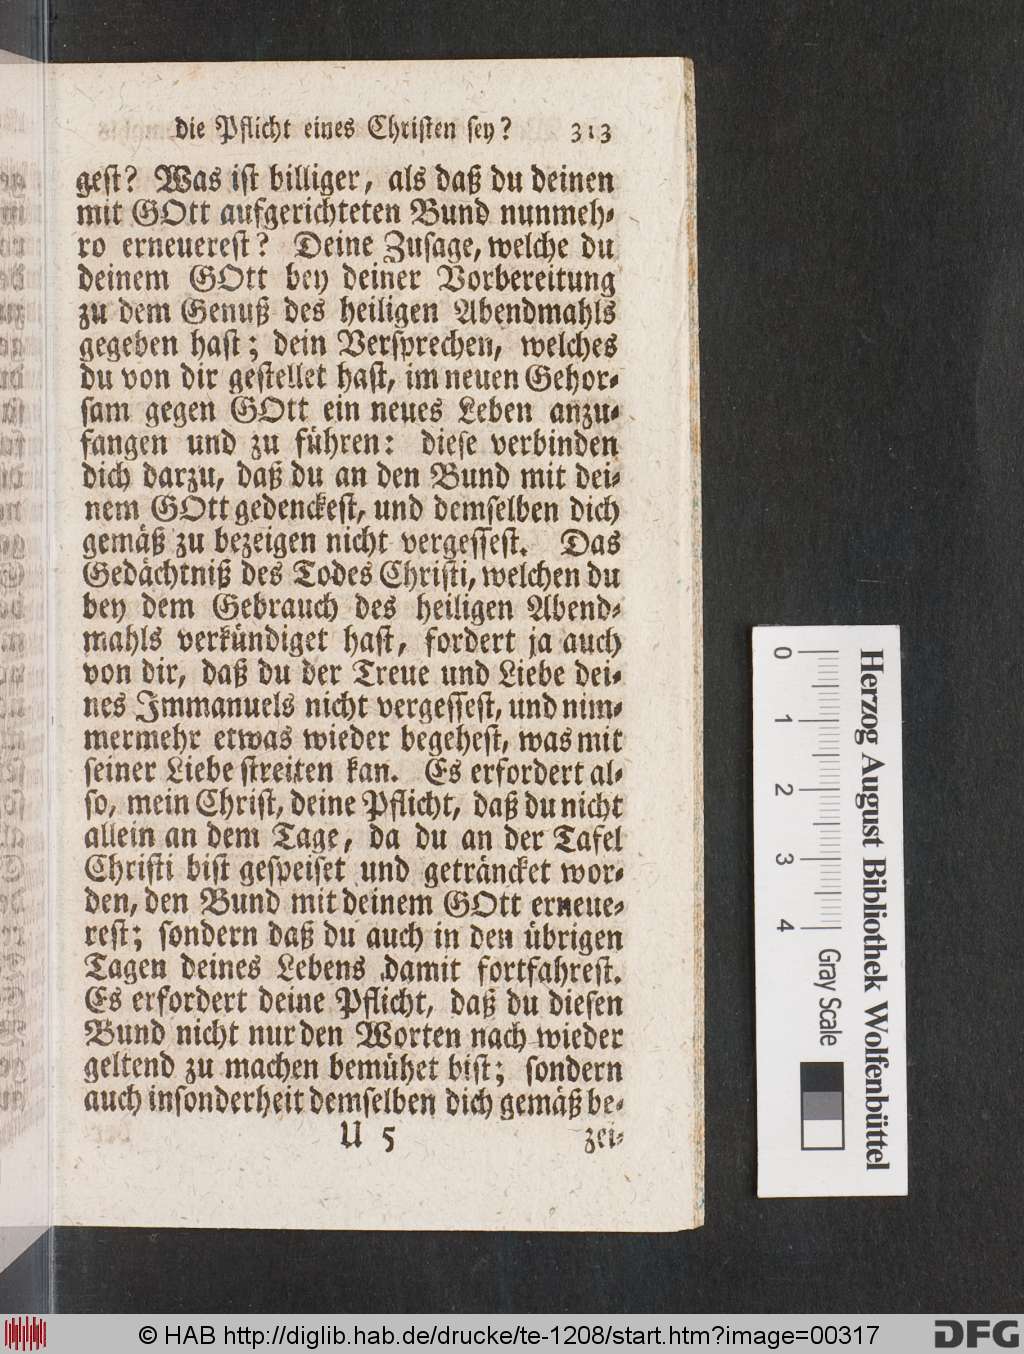 die Pflicht eines Christen sey? 313
gest? Was ist billiger, als daß du deinen
mit GOtt aufgerichteten Bund nunmeh-
ro erneuerest? Deine Zusage, welche du
deinem GOtt bey deiner Vorbereitung
zu dem Genuß des heiligen Abendmahls
gegeben hast; dein Versprechen, welches
du von dir gestellet hast, im neuen Gehor-
sam gegen GOtt ein neues Leben anzu-
fangen und zu führen: diese verbinden
dich darzu, daß du an den Bund mit dei-
nem GOtt gedenckest, und demselben dich
gemäß zu bezeigen nicht vergessest. Das
Gedächtniß des Todes Christi, welchen du
bey dem Gebrauch des heiligen Abend-
mahls verkündiget hast, fordert ja auch
von dir, daß du der Treue und Liebe dei-
nes Immanuels nicht vergessest, und nim-
mermehr etwas wieder begehest, was mit
seiner Liebe streiten kan. Es erfordert al-
so, mein Christ, deine Pflicht, daß du nicht
allein an dem Tage, da du an der Tafel
Christi bist gespeiset und geträncket wor-
den, den Bund mit deinem GOtt erneue-
rest; sondern daß du auch in den übrigen
Tagen deines Lebens damit fortfahrest.
Es erfordert deine Pflicht, daß du diesen
Bund nicht nur den Worten nach wieder
geltend zu machen bemühet bist; sondern
auch insonderheit demselben dich gemäß be-
U 5 zei-
Herzog August Bibliothek Wolfenbüttel
0 1 2 3 4
Gray Scale
© HAB http://diglib.hab.de/drucke/te-1208/start.htm?image=00317
DFG